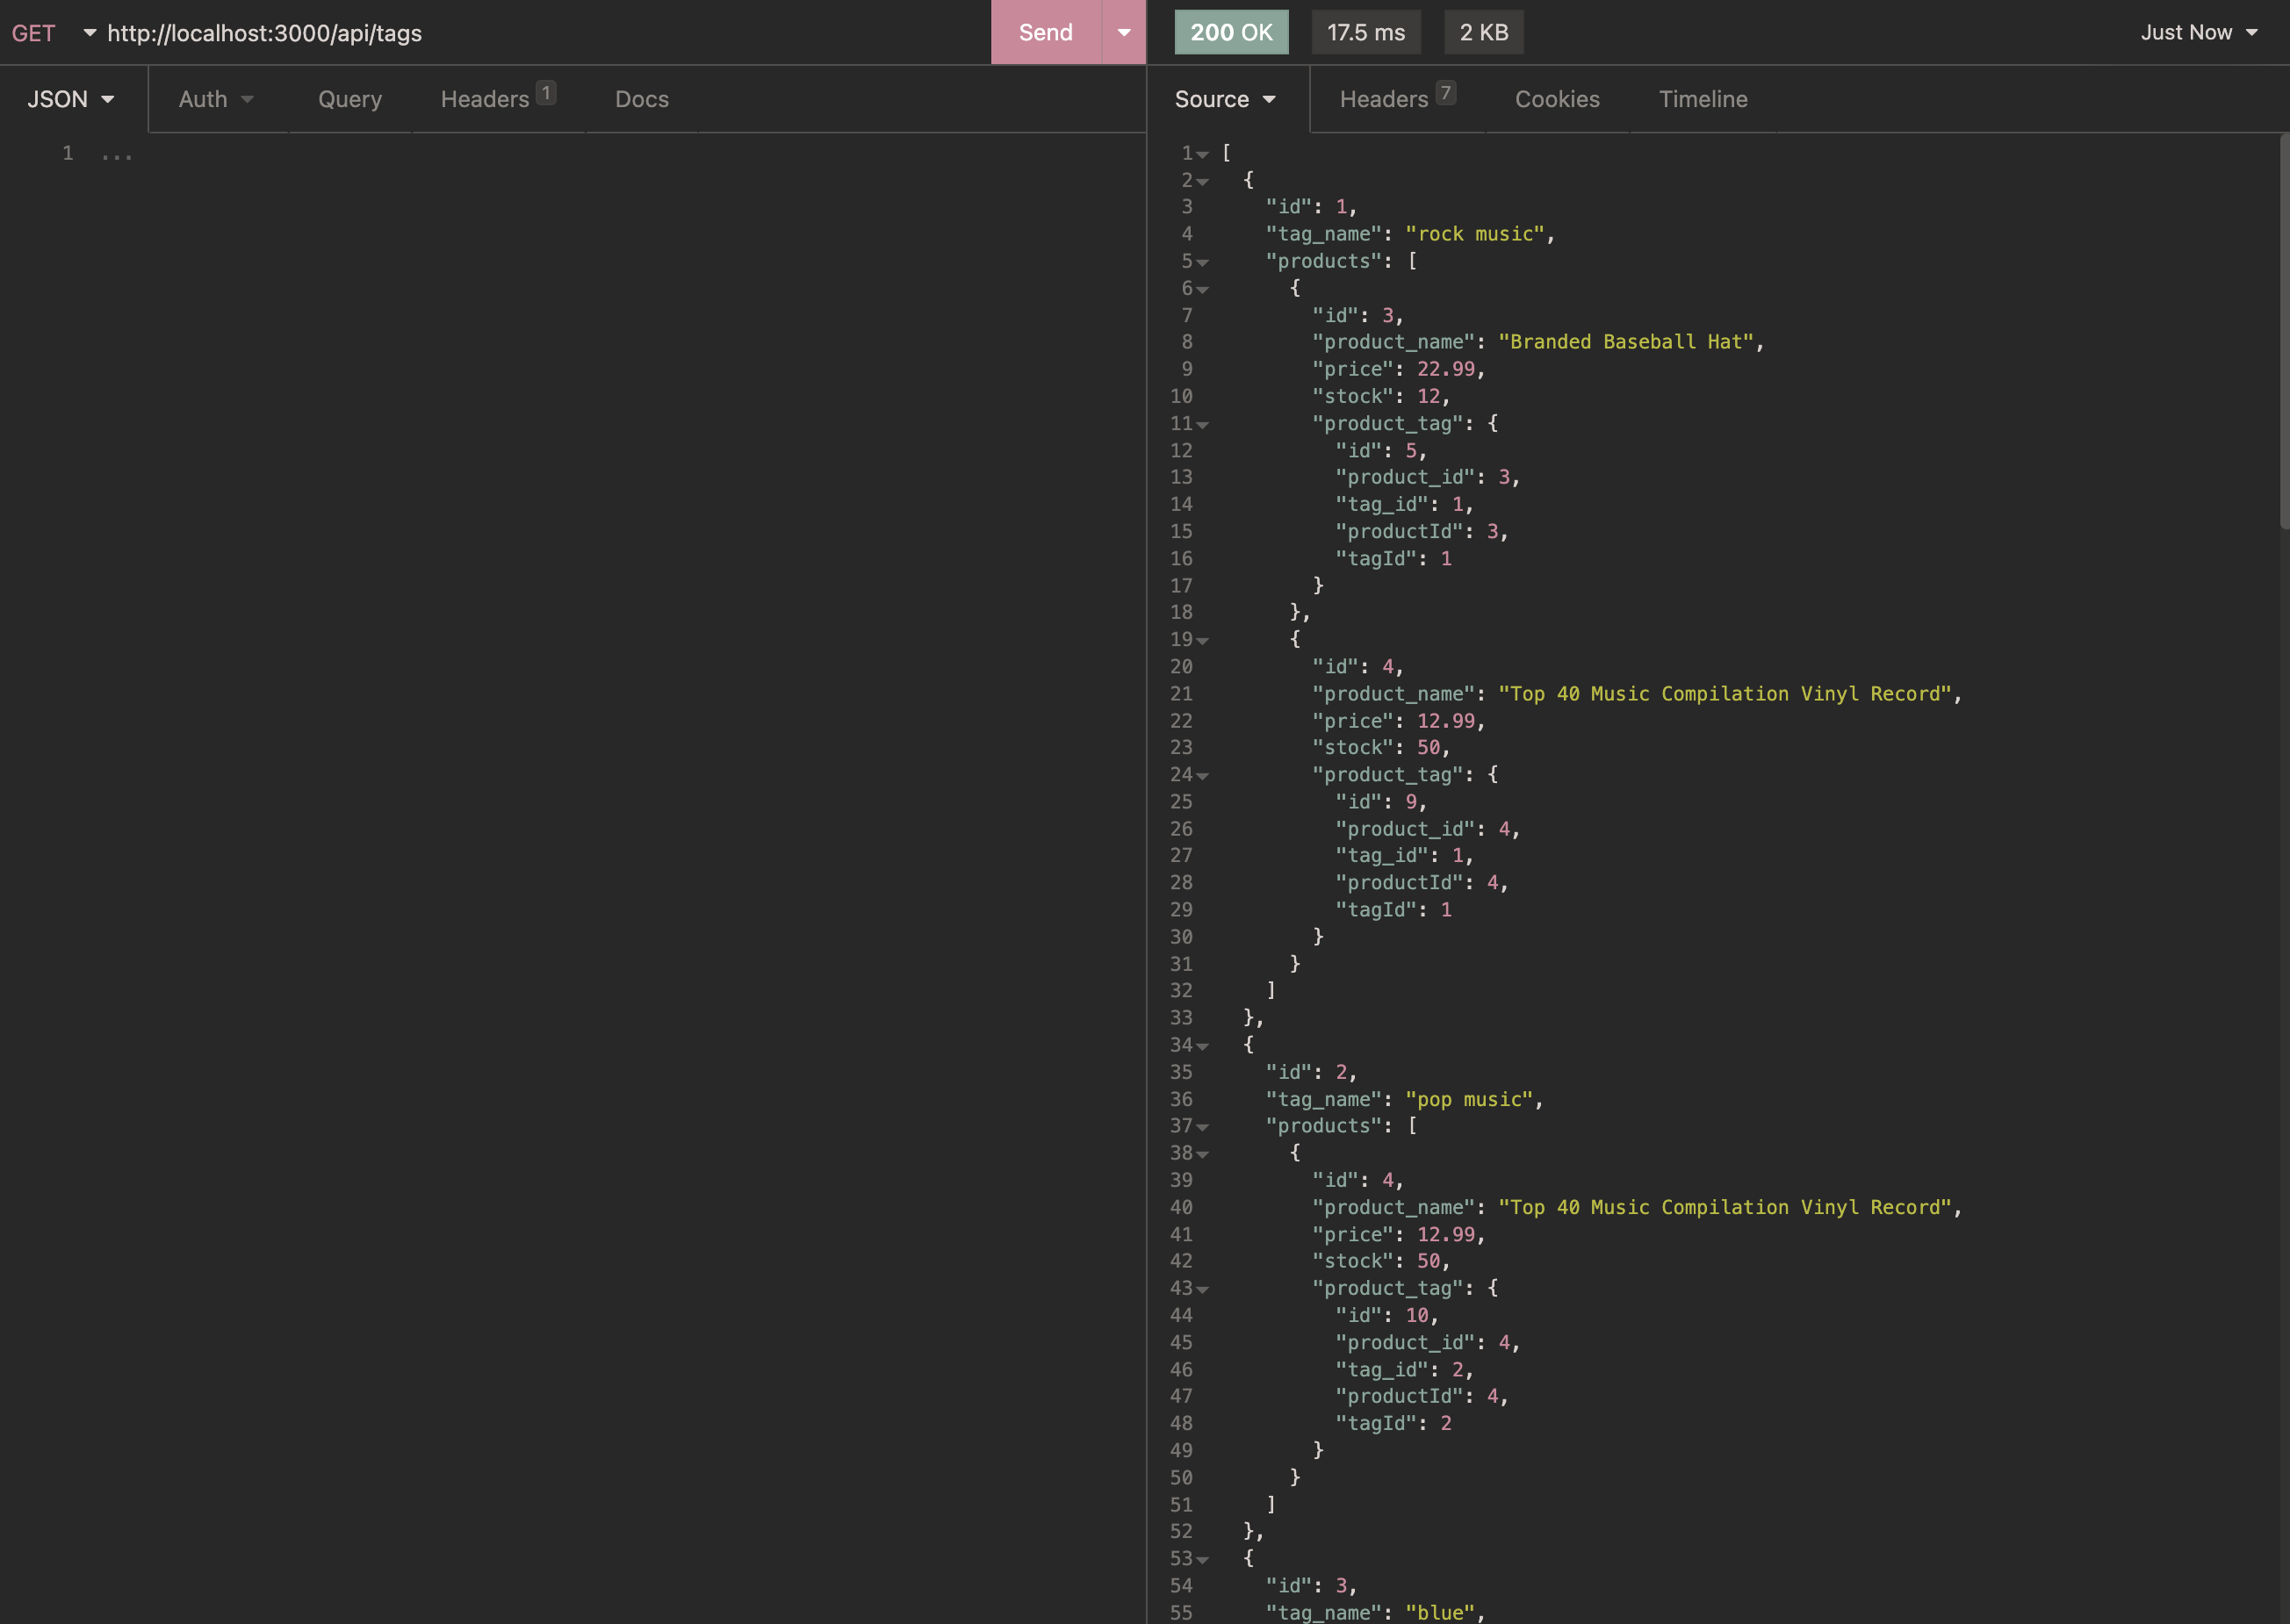 GET http://localhost:3000/api/tags Send 200 OK 17.5 ms 2 KB Just Now
JSON Auth Query Headers 1 Docs
1 ...
Source Headers 7 Cookies Timeline
1 [
2 {
3 "id": 1,
4 "tag_name": "rock music",
5 "products": [
6 {
7 "id": 3,
8 "product_name": "Branded Baseball Hat",
9 "price": 22.99,
10 "stock": 12,
11 "product_tag": {
12 "id": 5,
13 "product_id": 3,
14 "tag_id": 1,
15 "productId": 3,
16 "tagId": 1
17 }
18 },
19 {
20 "id": 4,
21 "product_name": "Top 40 Music Compilation Vinyl Record",
22 "price": 12.99,
23 "stock": 50,
24 "product_tag": {
25 "id": 9,
26 "product_id": 4,
27 "tag_id": 1,
28 "productId": 4,
29 "tagId": 1
30 }
31 }
32 ]
33 },
34 {
35 "id": 2,
36 "tag_name": "pop music",
37 "products": [
38 {
39 "id": 4,
40 "product_name": "Top 40 Music Compilation Vinyl Record",
41 "price": 12.99,
42 "stock": 50,
43 "product_tag": {
44 "id": 10,
45 "product_id": 4,
46 "tag_id": 2,
47 "productId": 4,
48 "tagId": 2
49 }
50 }
51 ]
52 },
53 {
54 "id": 3,
55 "tag_name": "blue",